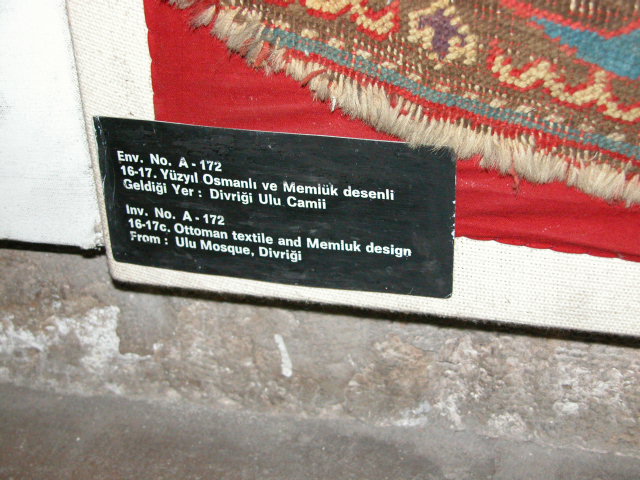 Env. No. A - 172
16-17. Yüzyıl Osmanlı ve Memlük desenli
Geldiği Yer : Divriği Ulu Camii
Inv. No. A - 172
16-17c. Ottoman textile and Memluk design
From : Ulu Mosque, Divriği